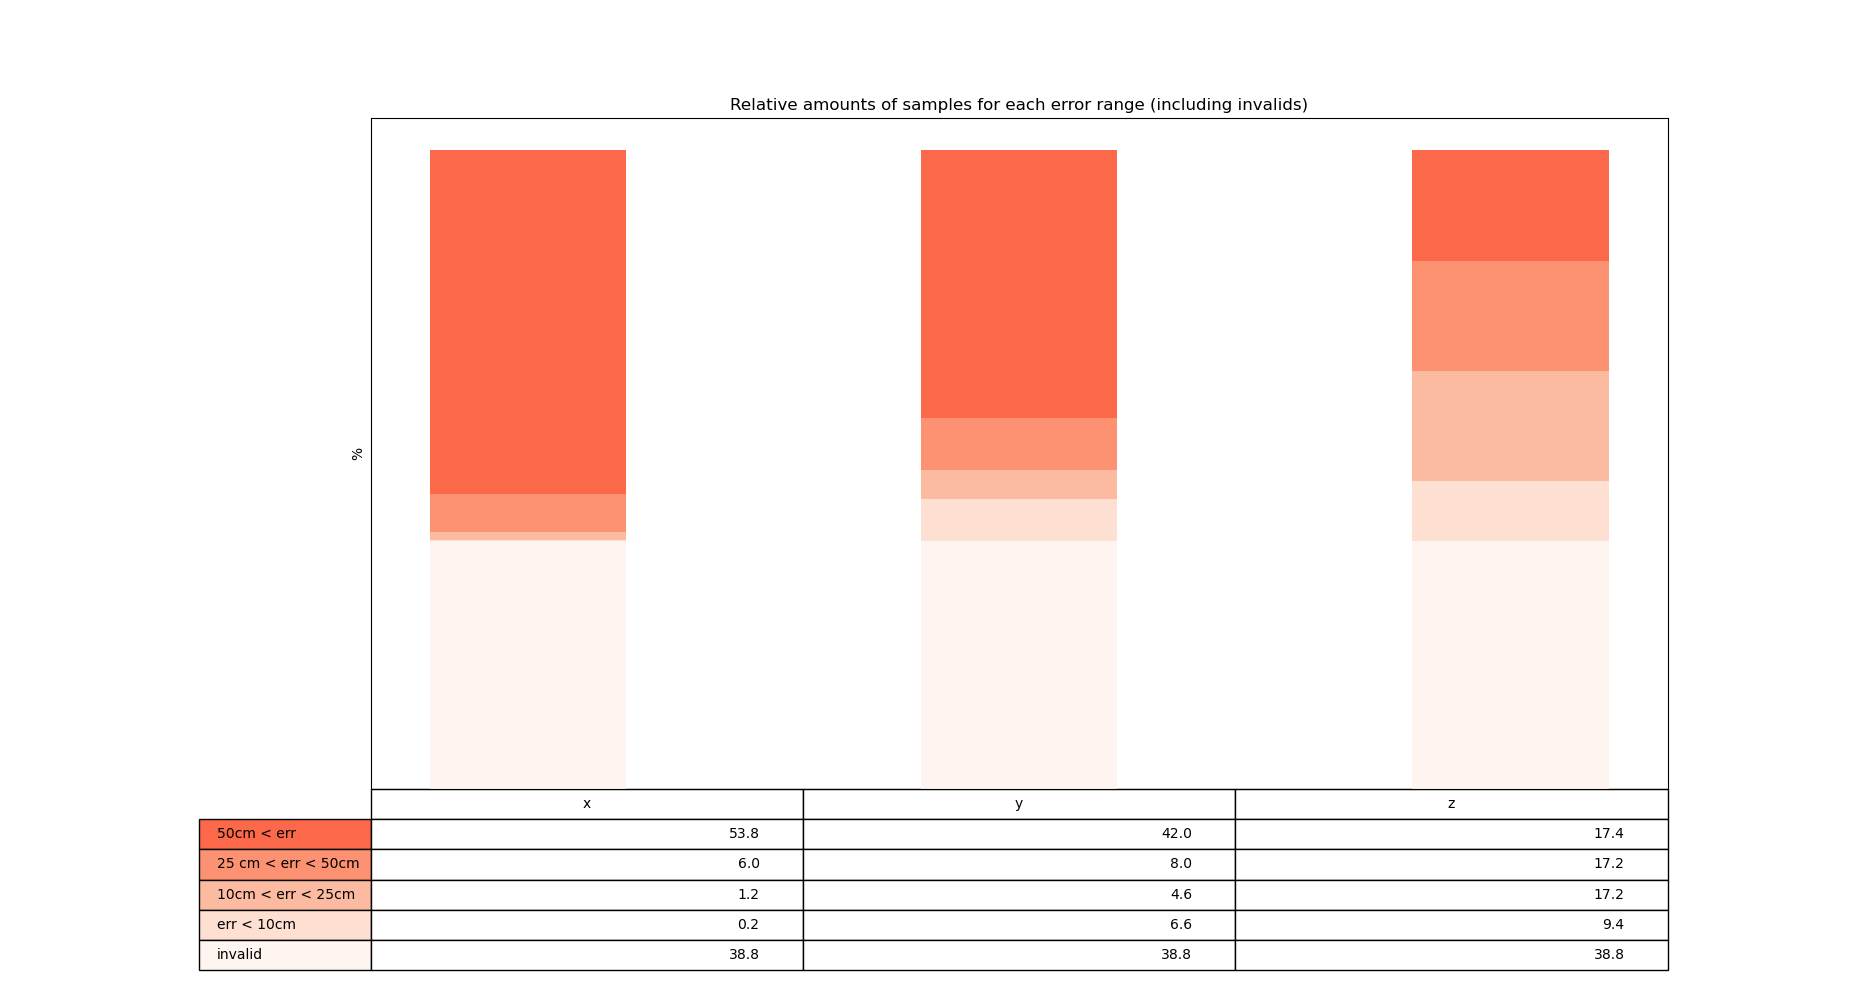 Relative amounts of samples for each error range (including invalids)
%
x y z
50cm < err 53.8 42.0 17.4
25 cm < err < 50cm 6.0 8.0 17.2
10cm < err < 25cm 1.2 4.6 17.2
err < 10cm 0.2 6.6 9.4
invalid 38.8 38.8 38.8